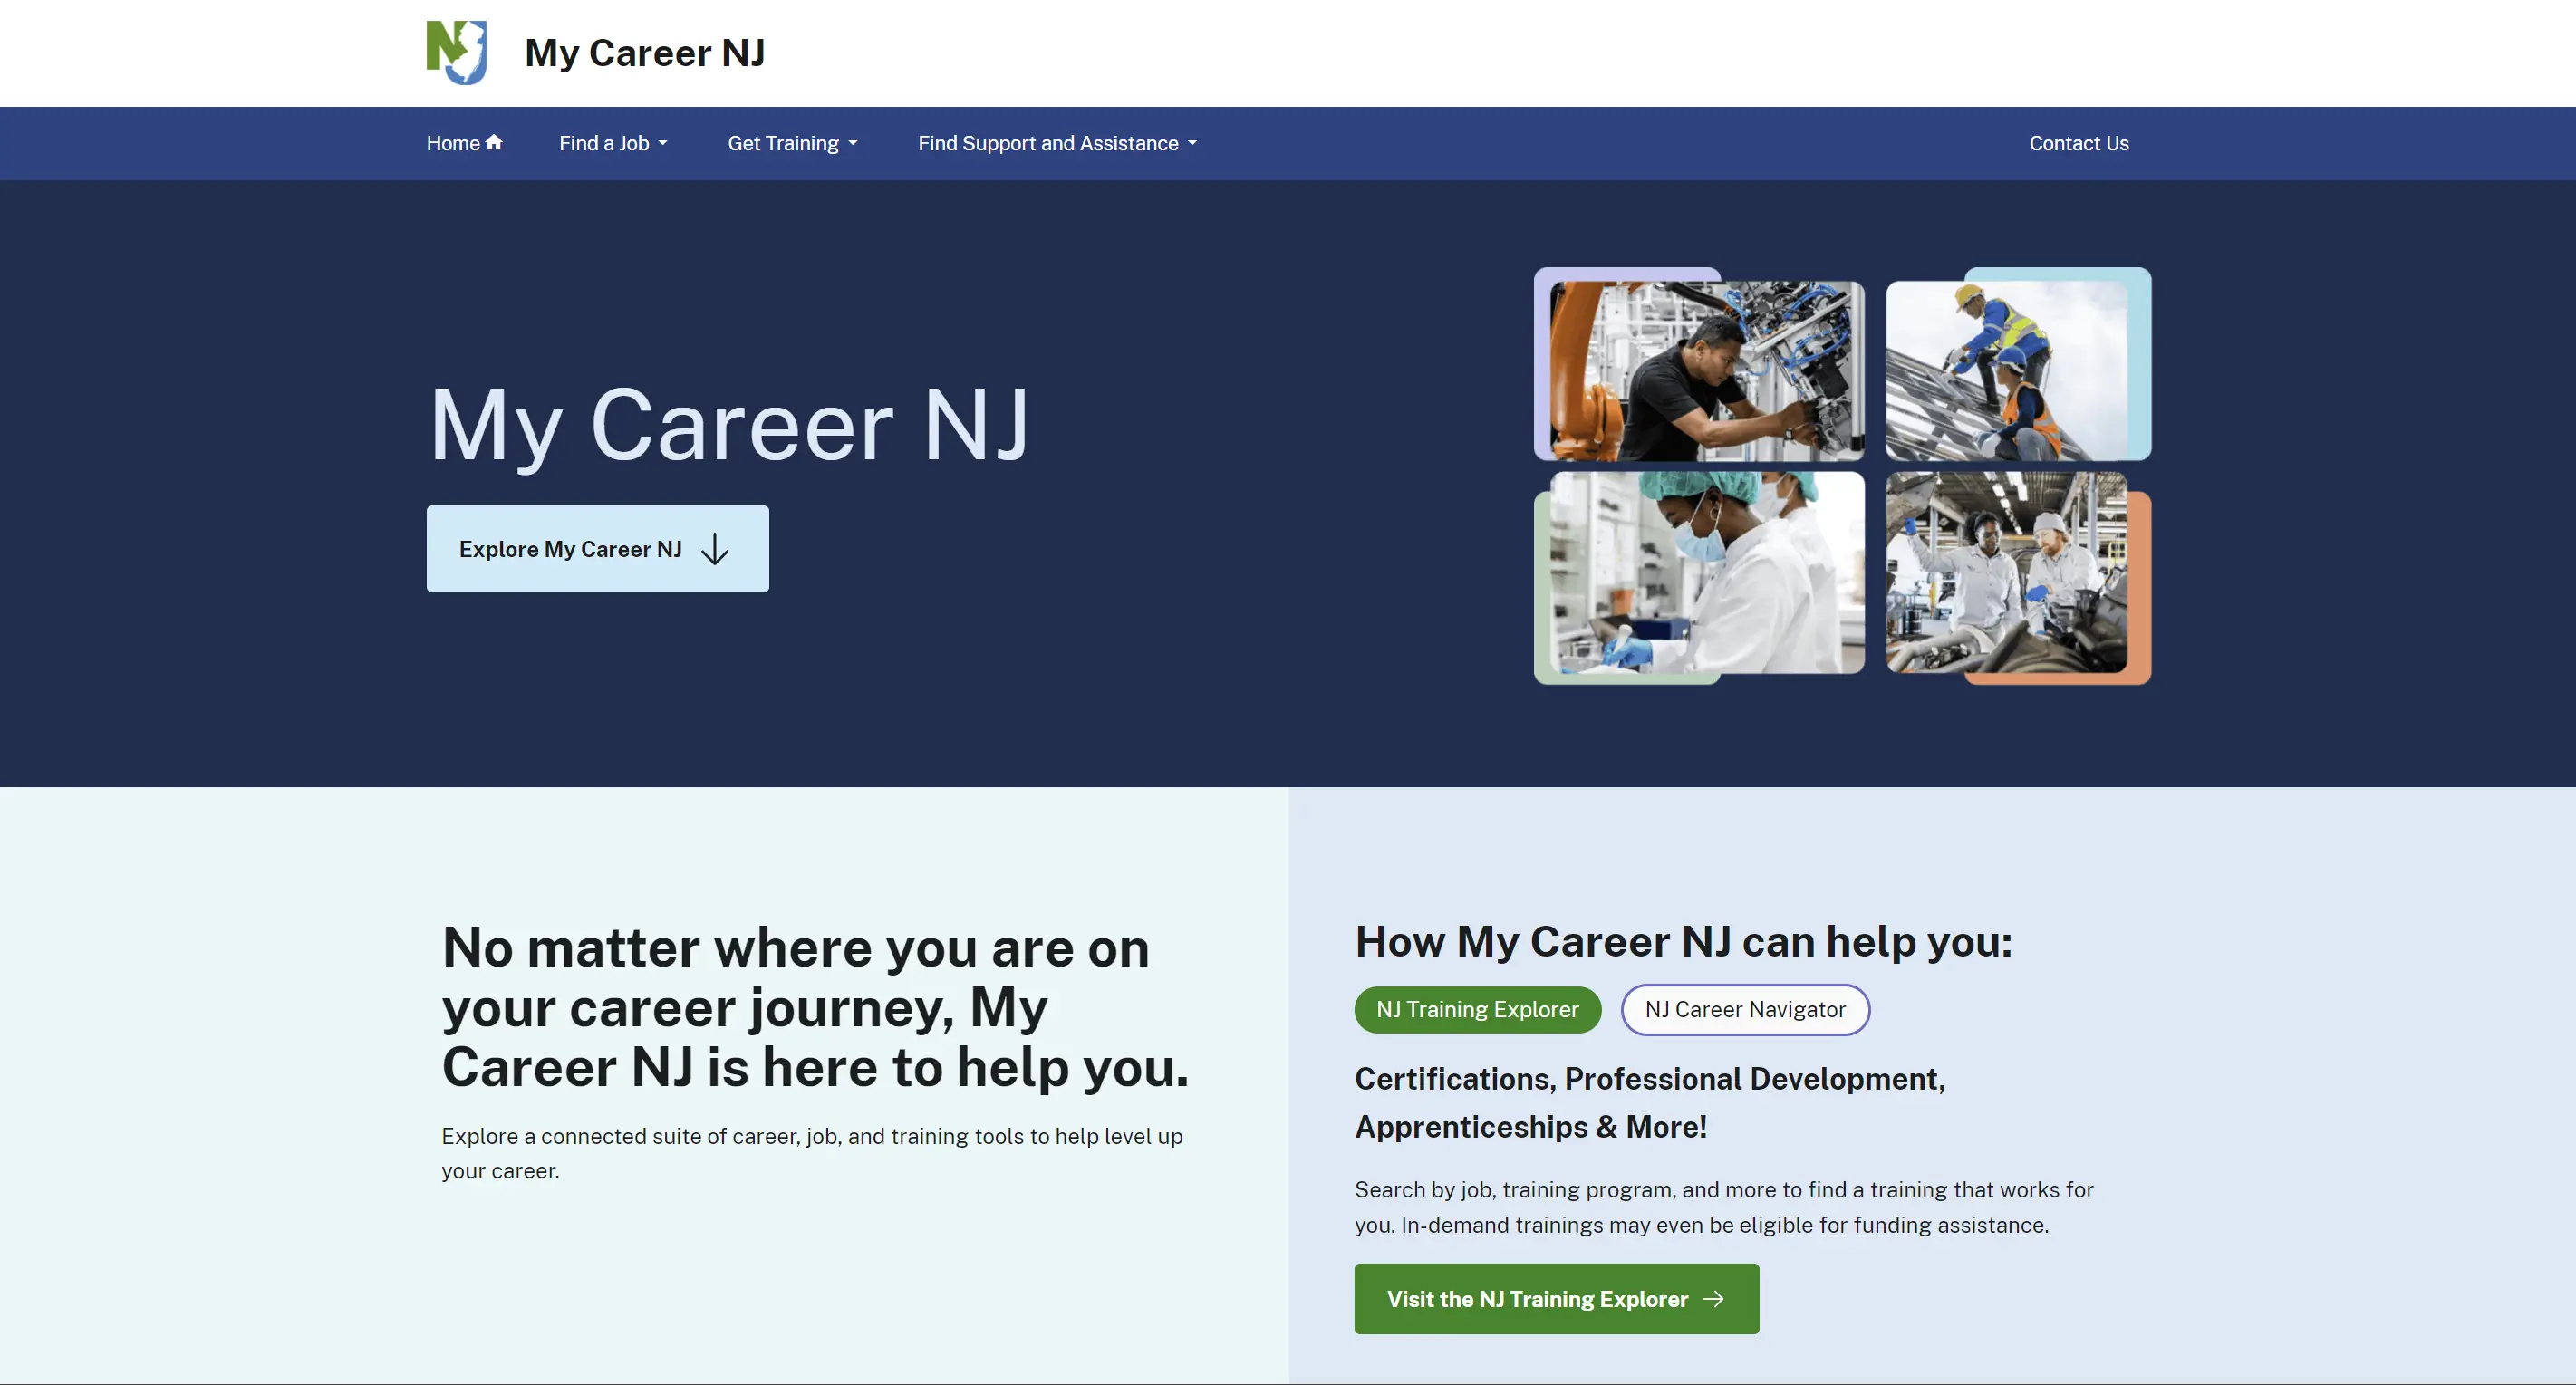 NJ
My Career NJ
Home
Find a Job
Get Training
Find Support and Assistance
Contact Us
My Career NJ
Explore My Career NJ
No matter where you are on
your career journey, My
Career NJ is here to help you.
Explore a connected suite of career, job, and training tools to help level up
your career.
How My Career NJ can help you:
NJ Training Explorer
NJ Career Navigator
Certifications, Professional Development,
Apprenticeships & More!
Search by job, training program, and more to find a training that works for
you. In-demand trainings may even be eligible for funding assistance.
Visit the NJ Training Explorer